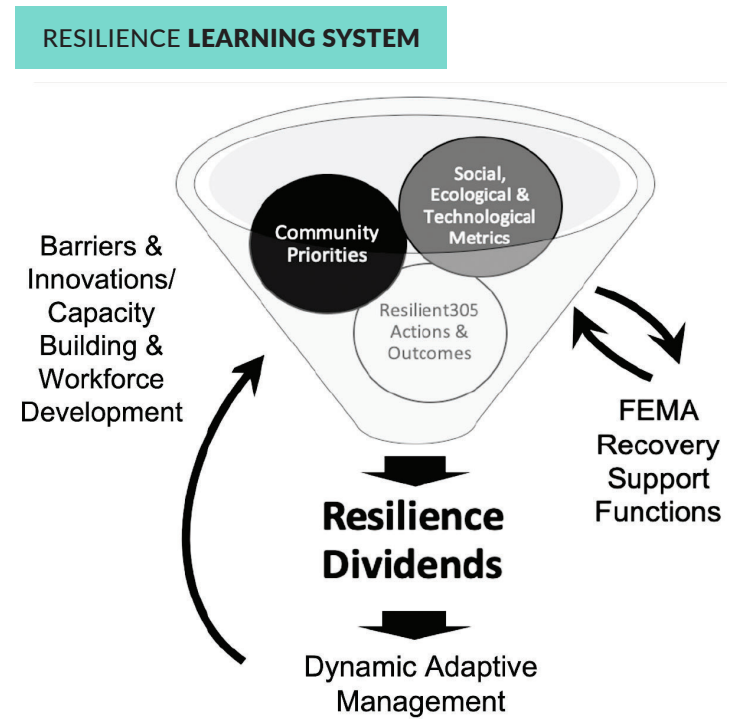 RESILIENCE LEARNING SYSTEM
Social,
Ecological &
Technological
Metrics
Community
Priorities
Resilient305
Actions &
Outcomes
Barriers &
Innovations/
Capacity
Building &
Workforce
Development
FEMA
Recovery
Support
Functions
Resilience
Dividends
Dynamic Adaptive
Management